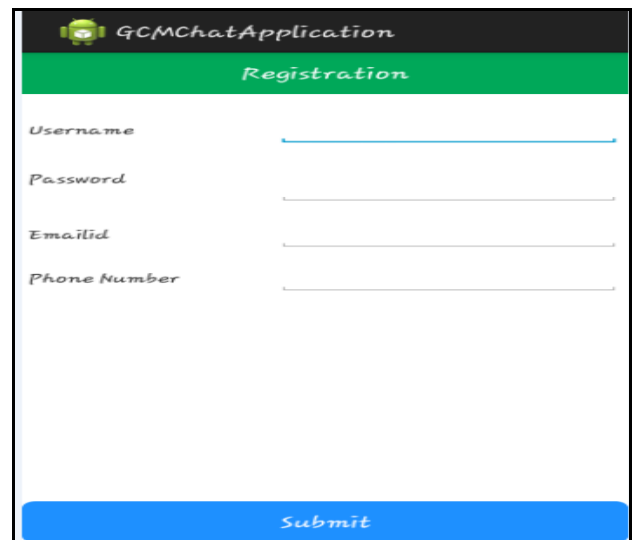 GCMChatApplication
Registration
Username
Password
Emailid
Phone Number
Submit